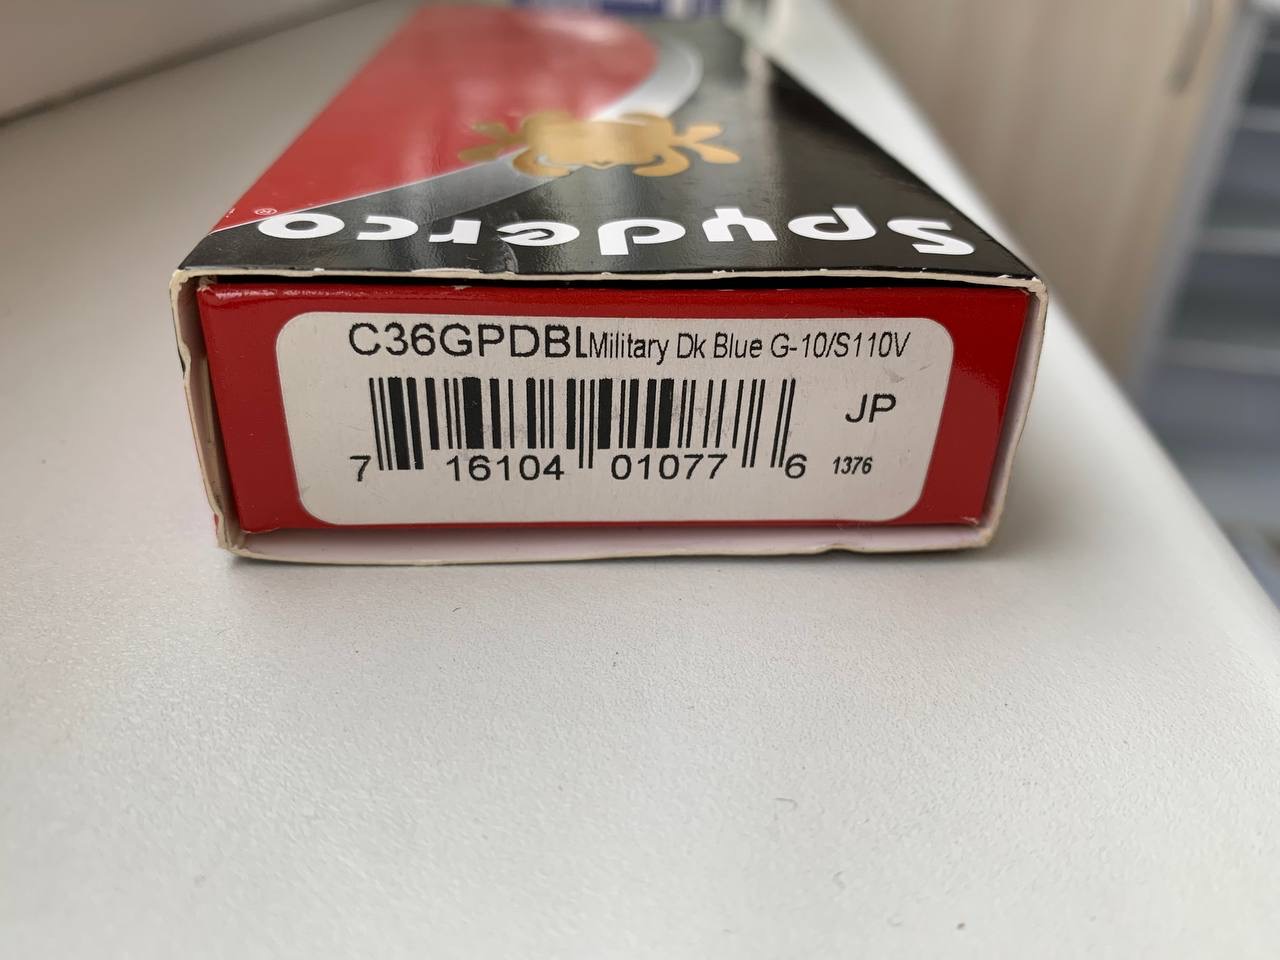 Spyderco®
C36GPDBL Military Dk Blue G-10/S110V
JP
7 16104 01077 6 1376